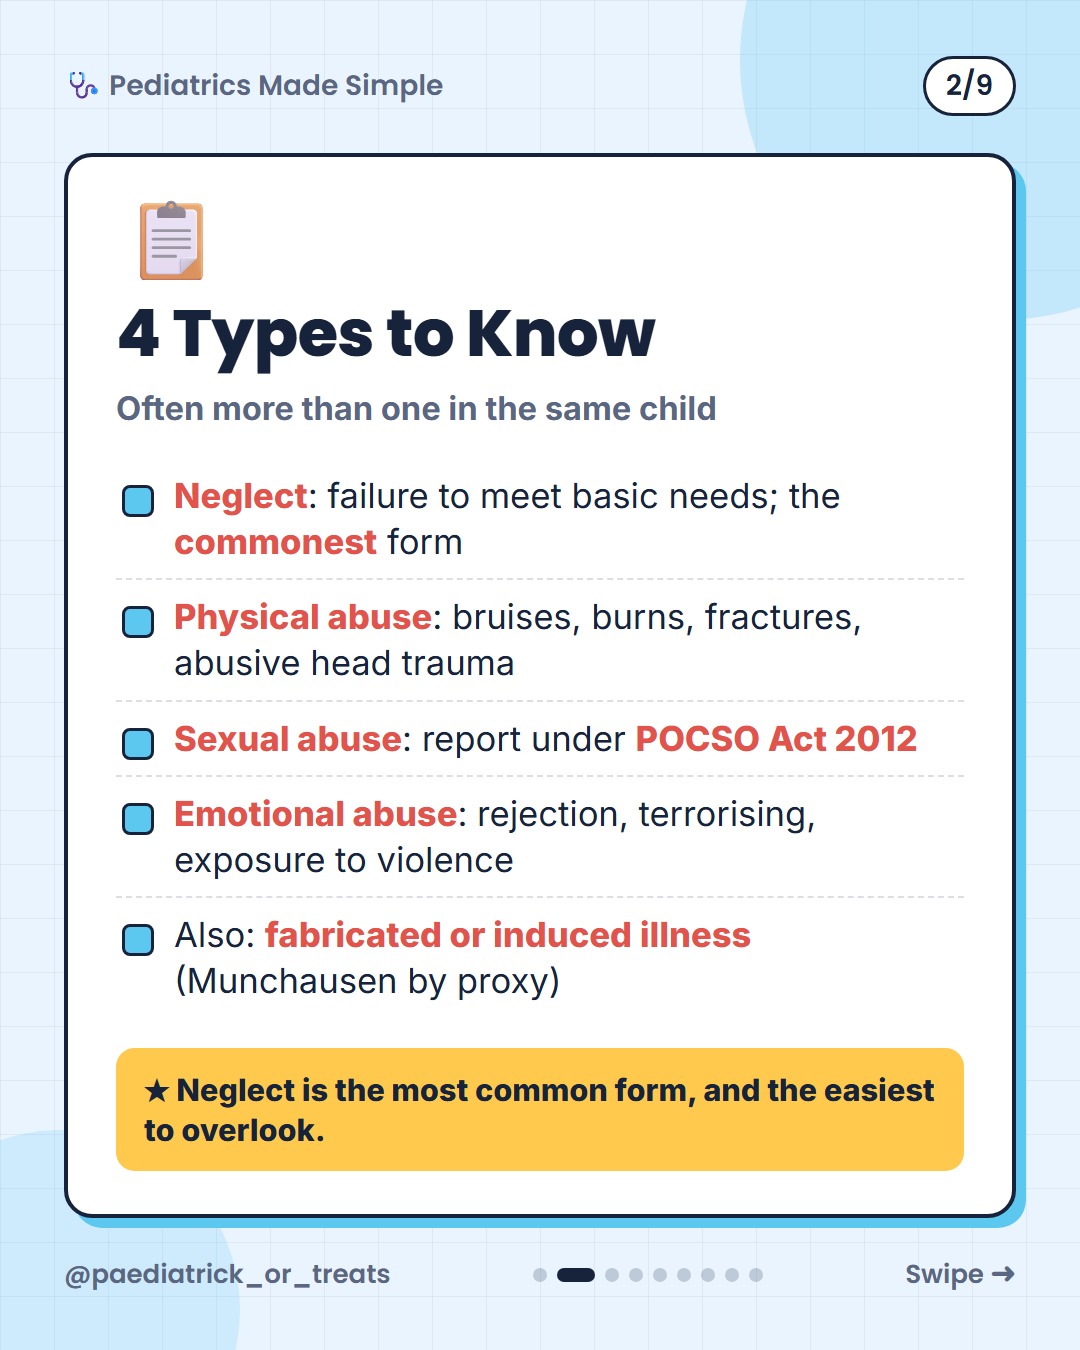 Pediatrics Made Simple
2/9
4 Types to Know
Often more than one in the same child
Neglect: failure to meet basic needs; the
commonest form
Physical abuse: bruises, burns, fractures,
abusive head trauma
Sexual abuse: report under POCSO Act 2012
Emotional abuse: rejection, terrorising,
exposure to violence
Also: fabricated or induced illness
(Munchausen by proxy)
★ Neglect is the most common form, and the easiest
to overlook.
@paediatrick_or_treats
Swipe →